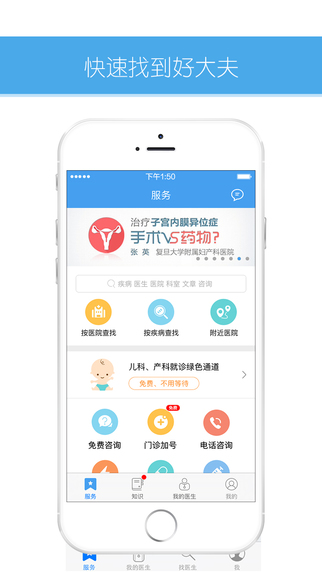 快速找到好大夫
下午1:50
服务
治疗子宫内膜异位症
手术VS药物?
张 英 复旦大学附属妇产科医院
疾病 医生 医院 科室 文章 咨询
按医院查找
按疾病查找
附近医院
儿科、产科就诊绿色通道
免费，不用等待
免费咨询
免费
门诊加号
电话咨询
服务
知识
我的医生
我的
服务
我的医生
找医生
我